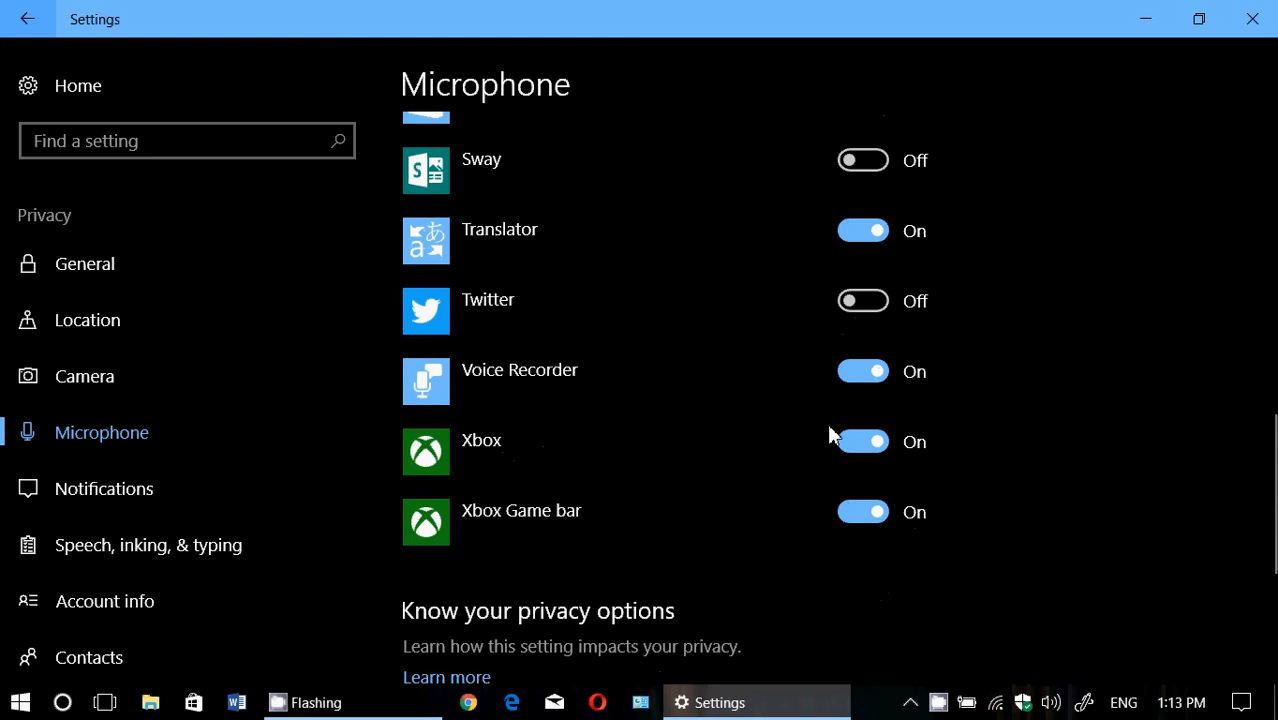 Settings
Home
Find a setting
Privacy
General
Location
Camera
Microphone
Notifications
Speech, inking, & typing
Account info
Contacts
Microphone
Sway Off
Translator On
Twitter Off
Voice Recorder On
Xbox On
Xbox Game bar On
Know your privacy options
Learn how this setting impacts your privacy.
Learn more
Flashing
Settings
ENG
1:13 PM